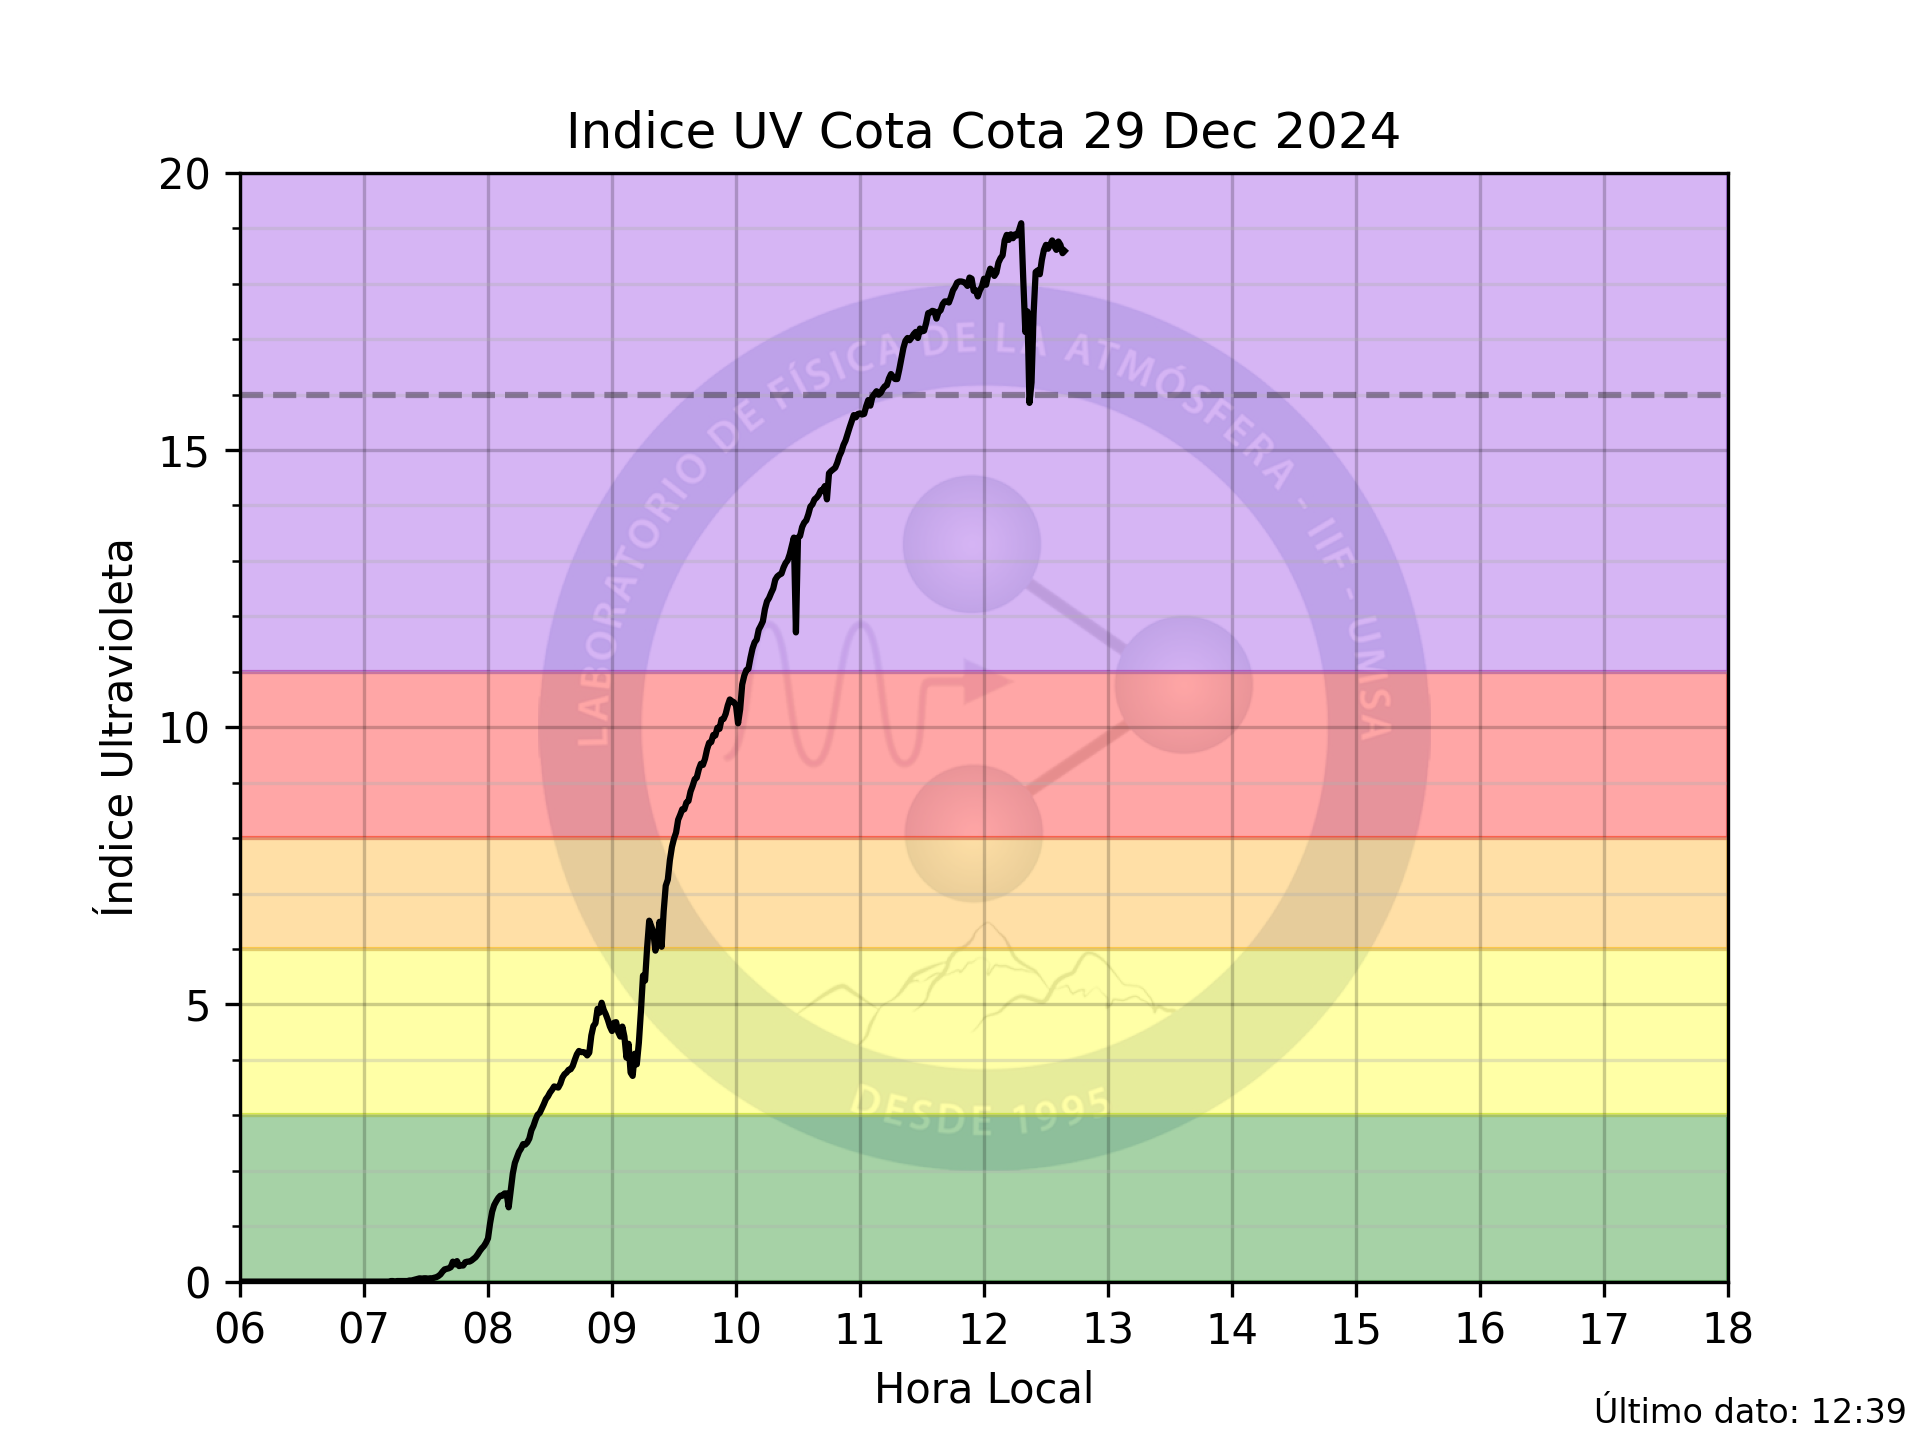 Indice UV Cota Cota 29 Dec 2024
20
15
10
5
0
Índice Ultravioleta
LABORATORIO DE FÍSICA DE LA ATMÓSFERA - IIF - UMSA
DESDE 1995
06 07 08 09 10 11 12 13 14 15 16 17 18
Hora Local
Último dato: 12:39